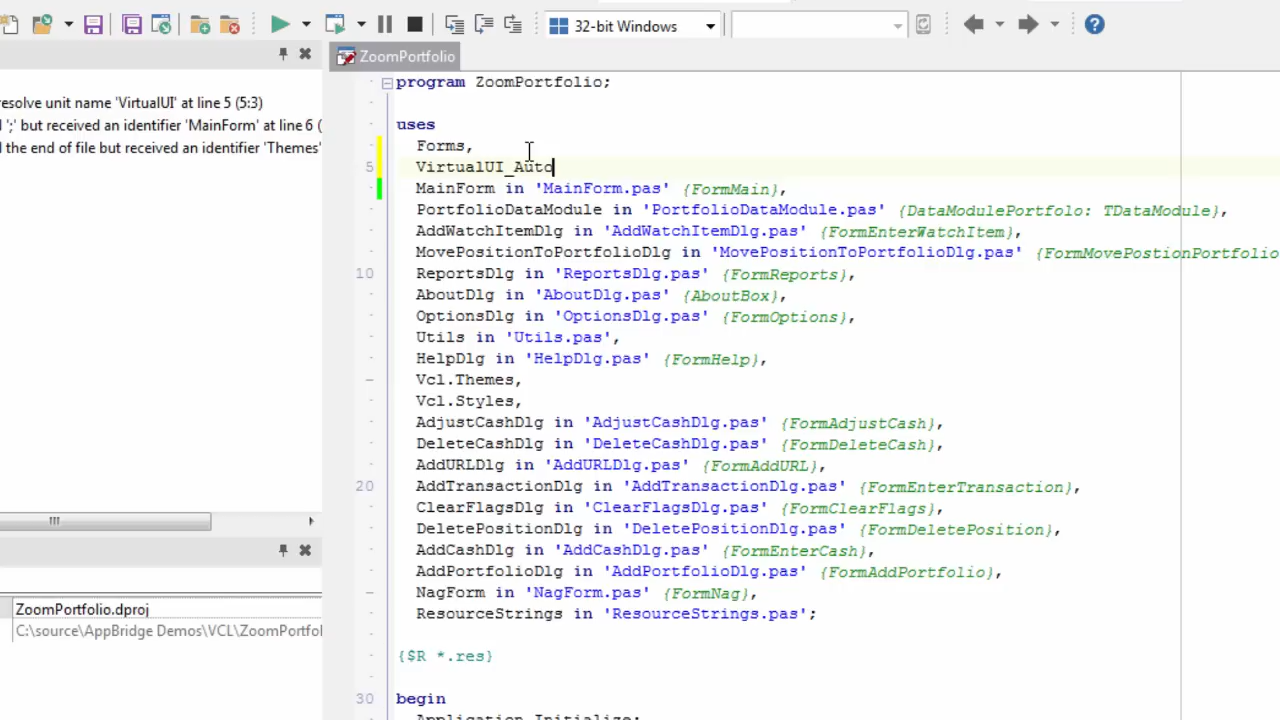 32-bit Windows
ZoomPortfolio
resolve unit name 'VirtualUI' at line 5 (5:3)
';' but received an identifier 'MainForm' at line 6 (
the end of file but received an identifier 'Themes'
program ZoomPortfolio;
uses
Forms,
5 VirtualUI_Auto
MainForm in 'MainForm.pas' {FormMain},
PortfolioDataModule in 'PortfolioDataModule.pas' {DataModulePortfolo: TDataModule},
AddWatchItemDlg in 'AddWatchItemDlg.pas' {FormEnterWatchItem},
MovePositionToPortfolioDlg in 'MovePositionToPortfolioDlg.pas' {FormMovePostionPortfolio
10 ReportsDlg in 'ReportsDlg.pas' {FormReports},
AboutDlg in 'AboutDlg.pas' {AboutBox},
OptionsDlg in 'OptionsDlg.pas' {FormOptions},
Utils in 'Utils.pas',
HelpDlg in 'HelpDlg.pas' {FormHelp},
Vcl.Themes,
Vcl.Styles,
AdjustCashDlg in 'AdjustCashDlg.pas' {FormAdjustCash},
DeleteCashDlg in 'DeleteCashDlg.pas' {FormDeleteCash},
AddURLDlg in 'AddURLDlg.pas' {FormAddURL},
20 AddTransactionDlg in 'AddTransactionDlg.pas' {FormEnterTransaction},
ClearFlagsDlg in 'ClearFlagsDlg.pas' {FormClearFlags},
DeletePositionDlg in 'DeletePositionDlg.pas' {FormDeletePosition},
AddCashDlg in 'AddCashDlg.pas' {FormEnterCash},
AddPortfolioDlg in 'AddPortfolioDlg.pas' {FormAddPortfolio},
NagForm in 'NagForm.pas' {FormNag},
ResourceStrings in 'ResourceStrings.pas';
{$R *.res}
30 begin
Application.Initialize;
ZoomPortfolio.dproj
C:\source\AppBridge Demos\VCL\ZoomPortfol